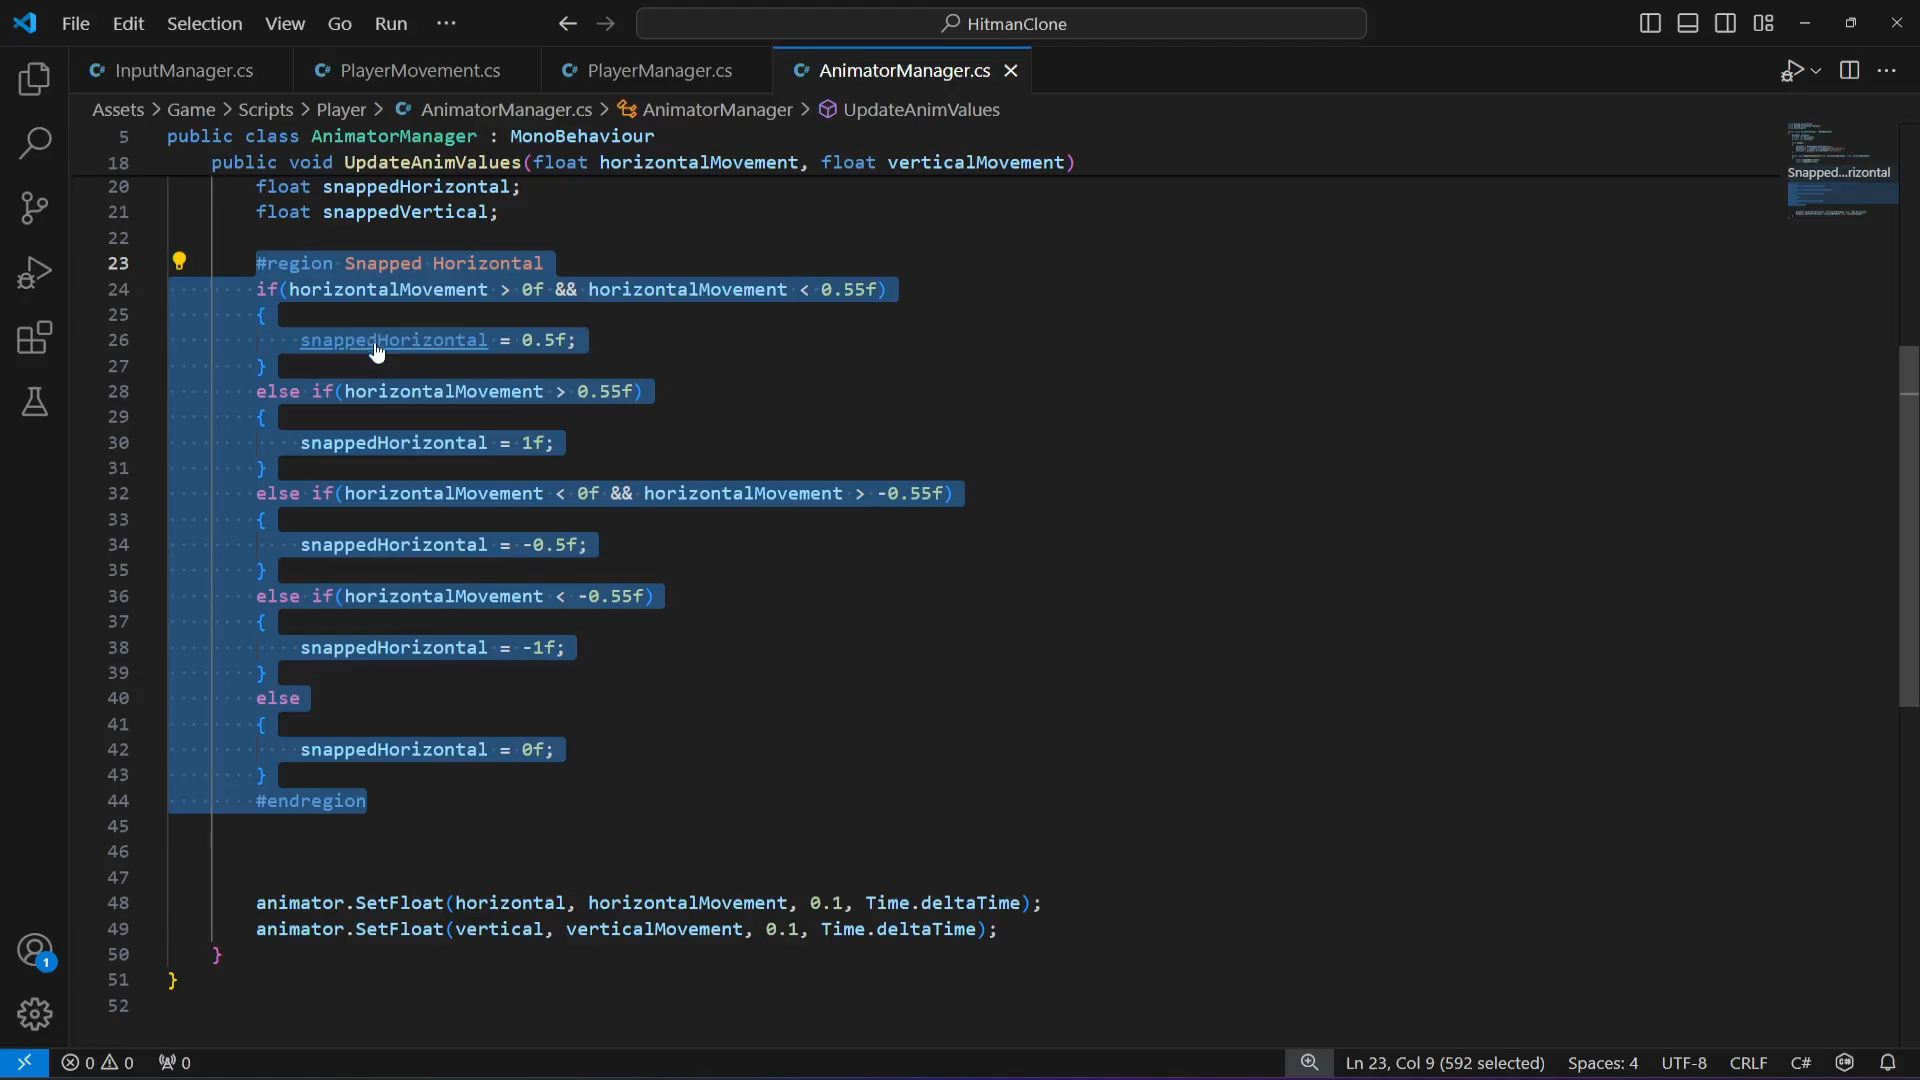 File Edit Selection View Go Run ···
HitmanClone
InputManager.cs PlayerMovement.cs PlayerManager.cs AnimatorManager.cs
Assets > Game > Scripts > Player > AnimatorManager.cs > AnimatorManager > UpdateAnimValues
5 public class AnimatorManager : MonoBehaviour
18 public void UpdateAnimValues(float horizontalMovement, float verticalMovement)
20 float snappedHorizontal;
21 float snappedVertical;
22
23 #region Snapped Horizontal
24 if(horizontalMovement > 0f && horizontalMovement < 0.55f)
25 {
26 snappedHorizontal = 0.5f;
27 }
28 else if(horizontalMovement > 0.55f)
29 {
30 snappedHorizontal = 1f;
31 }
32 else if(horizontalMovement < 0f && horizontalMovement > -0.55f)
33 {
34 snappedHorizontal = -0.5f;
35 }
36 else if(horizontalMovement < -0.55f)
37 {
38 snappedHorizontal = -1f;
39 }
40 else
41 {
42 snappedHorizontal = 0f;
43 }
44 #endregion
45
46
47
48 animator.SetFloat(horizontal, horizontalMovement, 0.1, Time.deltaTime);
49 animator.SetFloat(vertical, verticalMovement, 0.1, Time.deltaTime);
50 }
51 }
52
Snapped...rizontal
1
0 0 0 Ln 23, Col 9 (592 selected) Spaces: 4 UTF-8 CRLF C#